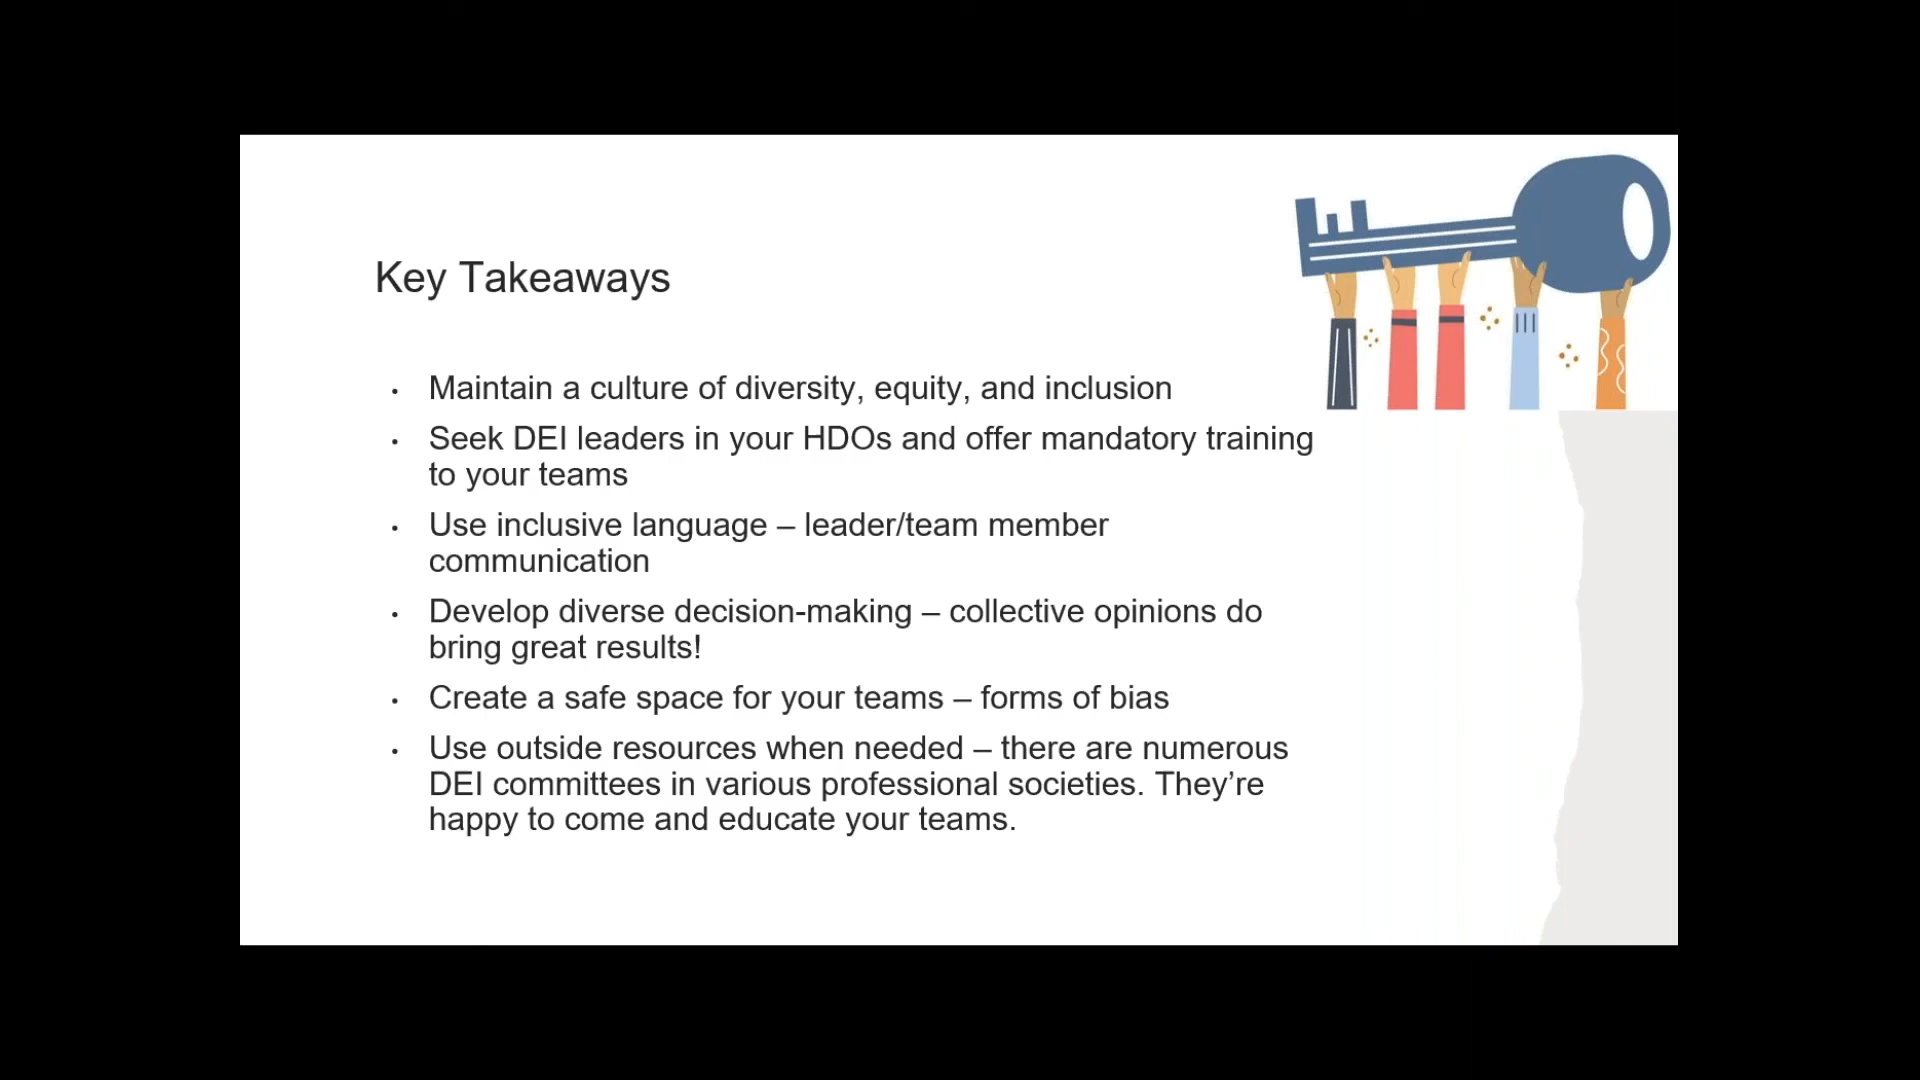 Key Takeaways
• Maintain a culture of diversity, equity, and inclusion
• Seek DEI leaders in your HDOs and offer mandatory training
to your teams
• Use inclusive language – leader/team member
communication
• Develop diverse decision-making – collective opinions do
bring great results!
• Create a safe space for your teams – forms of bias
• Use outside resources when needed – there are numerous
DEI committees in various professional societies. They’re
happy to come and educate your teams.